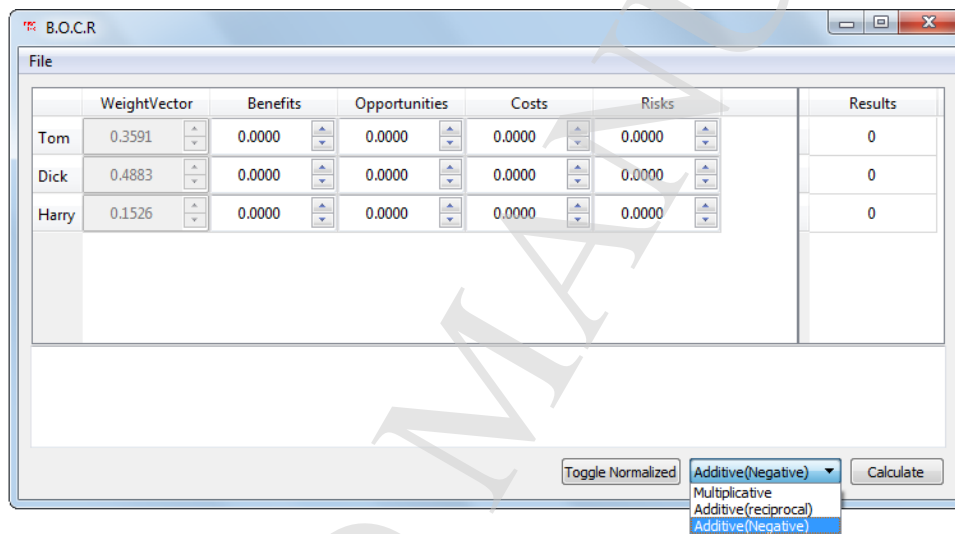 B.O.C.R
File
WeightVector Benefits Opportunities Costs Risks Results
Tom 0.3591 0.0000 0.0000 0.0000 0.0000 0
Dick 0.4883 0.0000 0.0000 0.0000 0.0000 0
Harry 0.1526 0.0000 0.0000 0.0000 0.0000 0
Toggle Normalized Additive(Negative) Calculate
Multiplicative
Additive(reciprocal)
Additive(Negative)